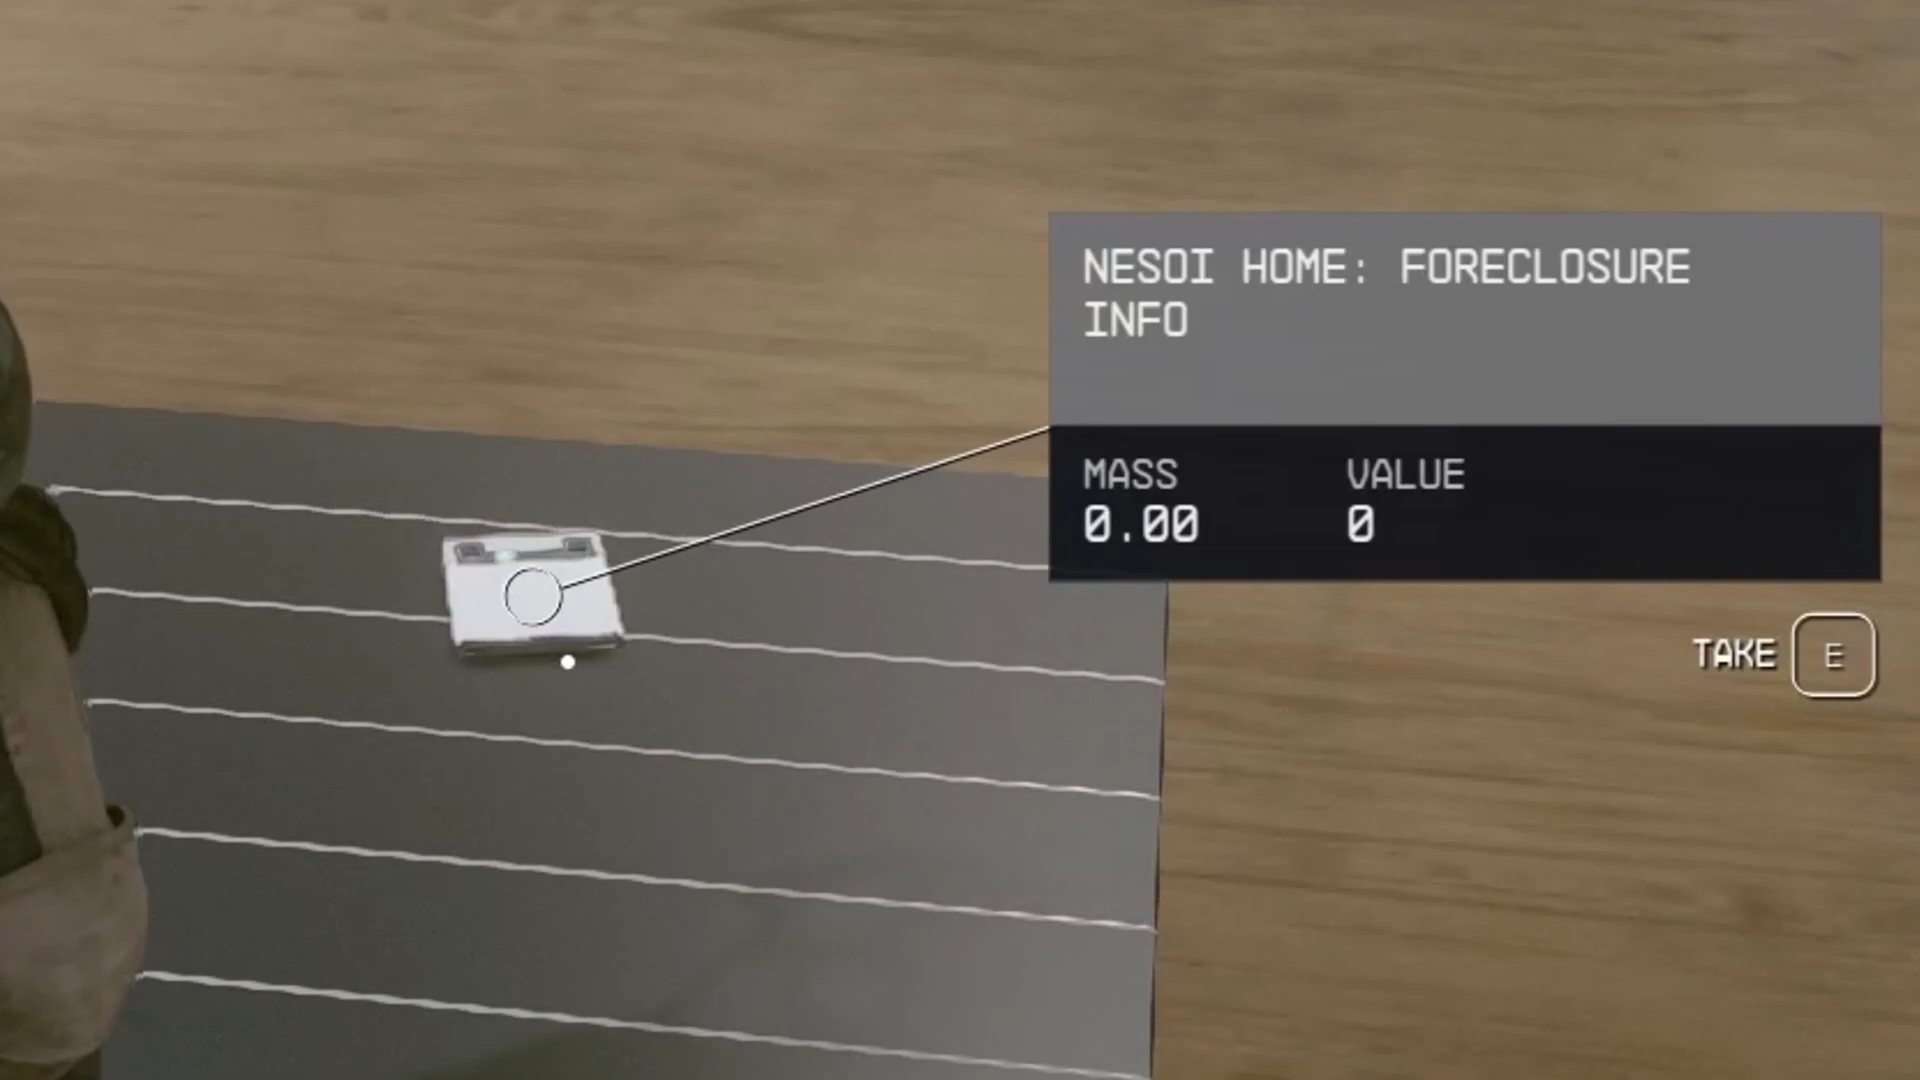 NESOI HOME: FORECLOSURE
INFO
MASS VALUE
0.00 0
TAKE E